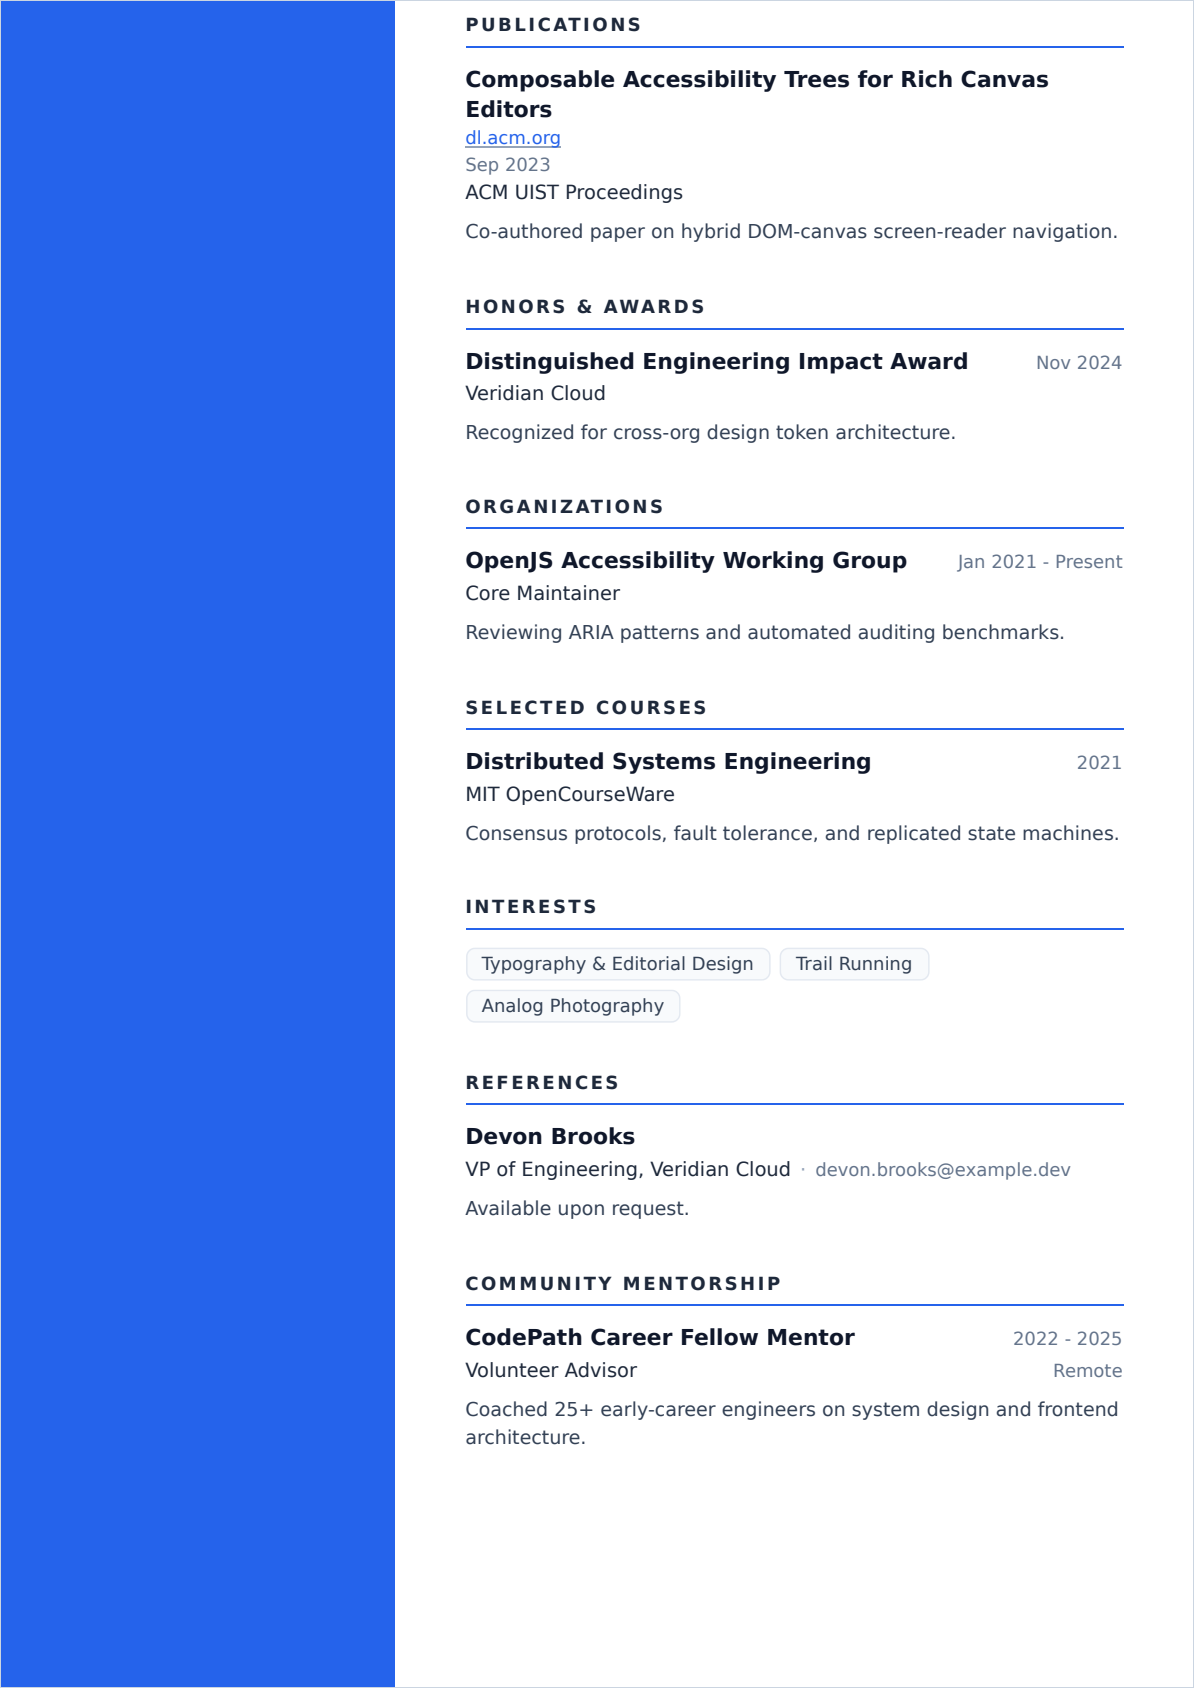 PUBLICATIONS
Composable Accessibility Trees for Rich Canvas
Editors
dl.acm.org
Sep 2023
ACM UIST Proceedings
Co-authored paper on hybrid DOM-canvas screen-reader navigation.
HONORS & AWARDS
Distinguished Engineering Impact Award Nov 2024
Veridian Cloud
Recognized for cross-org design token architecture.
ORGANIZATIONS
OpenJS Accessibility Working Group Jan 2021 - Present
Core Maintainer
Reviewing ARIA patterns and automated auditing benchmarks.
SELECTED COURSES
Distributed Systems Engineering 2021
MIT OpenCourseWare
Consensus protocols, fault tolerance, and replicated state machines.
INTERESTS
Typography & Editorial Design Trail Running
Analog Photography
REFERENCES
Devon Brooks
VP of Engineering, Veridian Cloud · devon.brooks@example.dev
Available upon request.
COMMUNITY MENTORSHIP
CodePath Career Fellow Mentor 2022 - 2025
Volunteer Advisor Remote
Coached 25+ early-career engineers on system design and frontend
architecture.